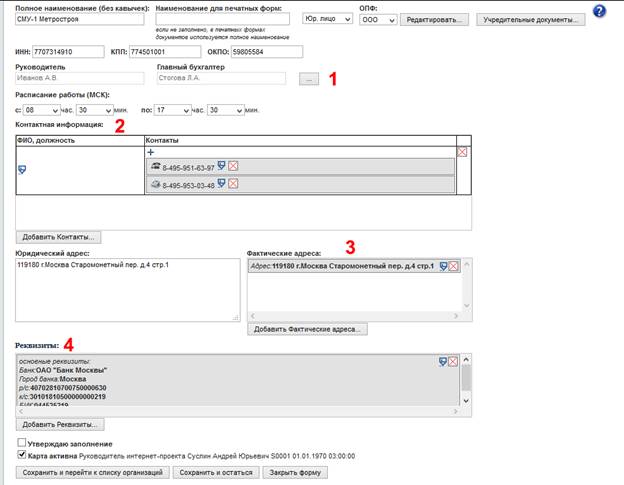 Полное наименование (без кавычек): Наименование для печатных форм: ОПФ:
СМУ-1 Метрострой Юр. лицо ООО Редактировать... Учредительные документы... ?
если не заполнено, в печатных формах
документов используется полное наименование
ИНН: 7707314910 КПП: 774501001 ОКПО: 59805584
Руководитель Главный бухгалтер
Иванов А.В. Стогова Л.А. ... 1
Расписание работы (МСК):
с: 08 час. 30 мин. по: 17 час. 30 мин.
Контактная информация: 2
ФИО, должность Контакты
+
8-495-951-63-97
8-495-953-03-48
Добавить Контакты...
Юридический адрес: Фактические адреса: 3
119180 г.Москва Старомонетный пер. д.4 стр.1 Адрес:119180 г.Москва Старомонетный пер. д.4 стр.1
Добавить Фактические адреса...
Реквизиты: 4
основные реквизиты:
Банк:ОАО "Банк Москвы"
Город банка:Москва
р/с:40702810700750000630
к/с:30101810500000000219
Добавить Реквизиты...
Утверждаю заполнение
Карта активна Руководитель интернет-проекта Суслин Андрей Юрьевич S0001 01.01.1970 03:00:00
Сохранить и перейти к списку организаций Сохранить и остаться Закрыть форму